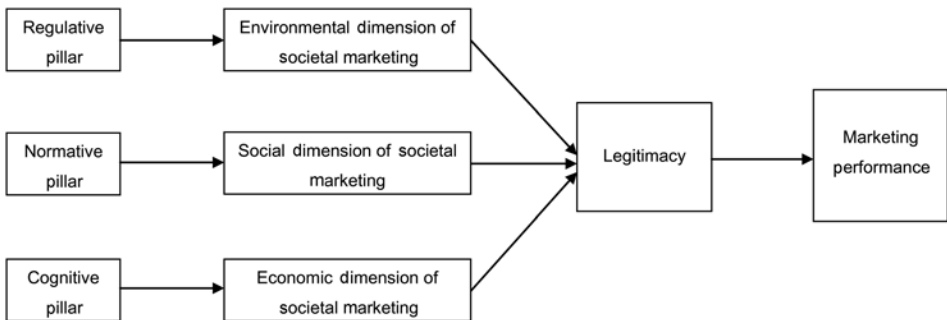 Regulative
pillar
Environmental dimension of
societal marketing
Normative
pillar
Social dimension of societal
marketing
Cognitive
pillar
Economic dimension of
societal marketing
Legitimacy
Marketing
performance